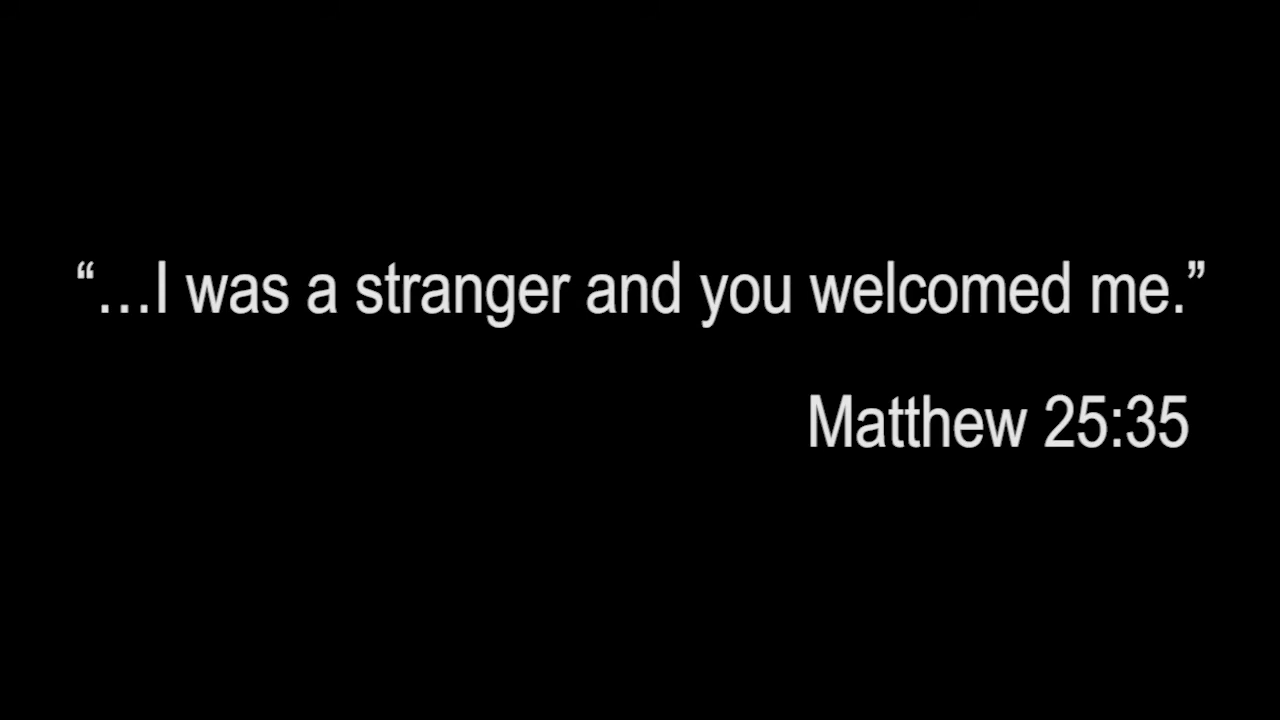 “…I was a stranger and you welcomed me.”
Matthew 25:35